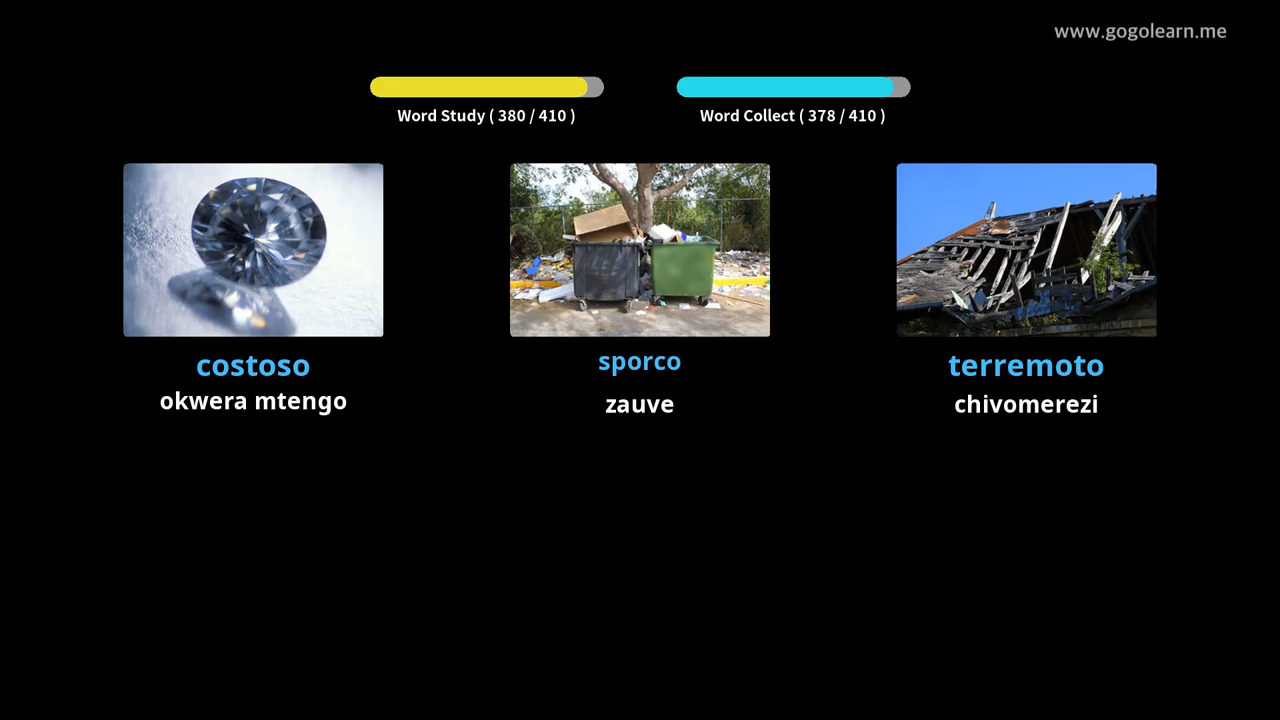 www.gogolearn.me
Word Study ( 380 / 410 )
Word Collect ( 378 / 410 )
costoso
okwera mtengo
sporco
zauve
terremoto
chivomerezi